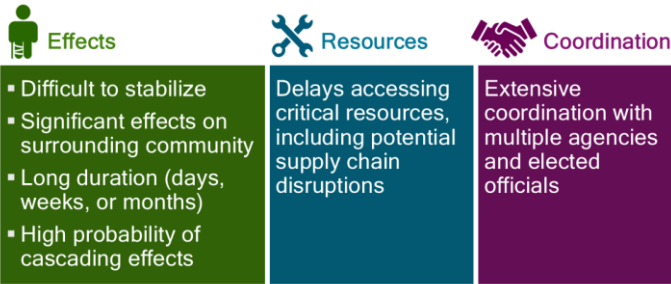 Effects
▪ Difficult to stabilize
▪ Significant effects on
surrounding community
▪ Long duration (days,
weeks, or months)
▪ High probability of
cascading effects
Resources
Delays accessing
critical resources,
including potential
supply chain
disruptions
Coordination
Extensive
coordination with
multiple agencies
and elected
officials